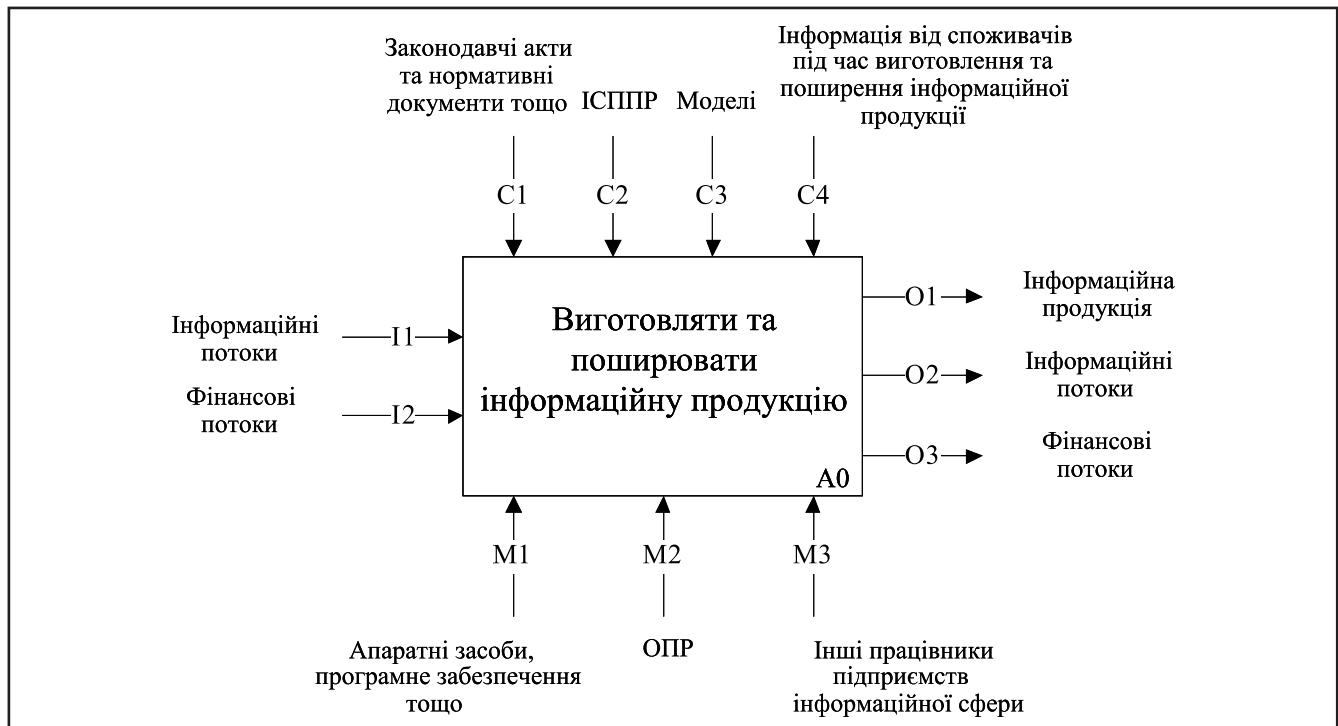 Законодавчі акти
та нормативні
документи тощо
ІСППР
Моделі
Інформація від споживачів
під час виготовлення та
поширення інформаційної
продукції
C1
C2
C3
C4
Інформаційні
потоки
I1
Фінансові
потоки
I2
Виготовляти та
поширювати
інформаційну продукцію
A0
O1
Інформаційна
продукція
O2
Інформаційні
потоки
O3
Фінансові
потоки
M1
M2
M3
Апаратні засоби,
програмне забезпечення
тощо
ОПР
Інші працівники
підприємств
інформаційної сфери